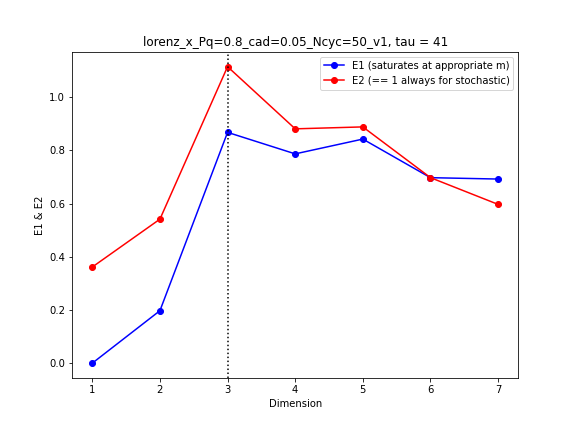 lorenz_x_Pq=0.8_cad=0.05_Ncyc=50_v1, tau = 41
E1 (saturates at appropriate m)
E2 (== 1 always for stochastic)
1.0
0.8
0.6
0.4
0.2
0.0
E1 & E2
1 2 3 4 5 6 7
Dimension